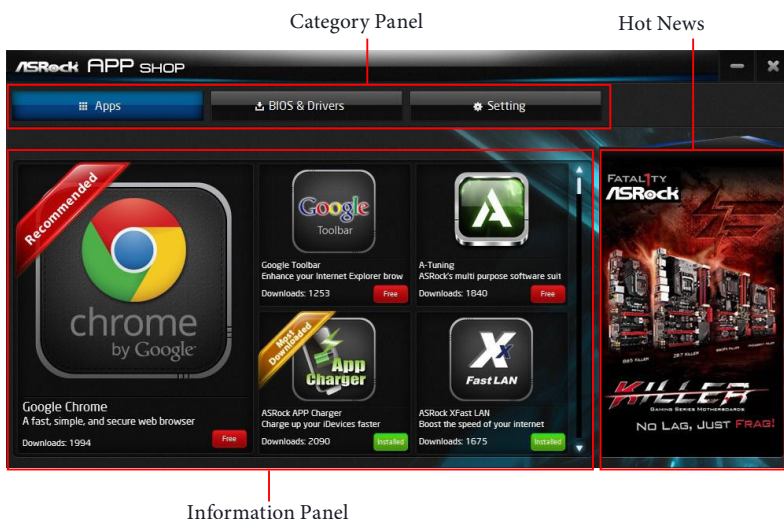 Category Panel
Hot News
ASRock APP SHOP
Apps
BIOS & Drivers
Setting
Recommended
chrome
by Google
Google Chrome
A fast, simple, and secure web browser
Downloads: 1994
Free
Google
Toolbar
Google Toolbar
Enhance your Internet Explorer brow
Downloads: 1253
Free
A-Tuning
ASRock's multi purpose software suit
Downloads: 1840
Free
Most
Downloaded
App
Charger
ASRock APP Charger
Charge up your iDevices faster
Downloads: 2090
Installed
Fast LAN
ASRock XFast LAN
Boost the speed of your internet
Downloads: 1675
Installed
FATAL1TY
ASRock
KILLER
GAMING SERIES MOTHERBOARDS
NO LAG, JUST FRAG!
Information Panel